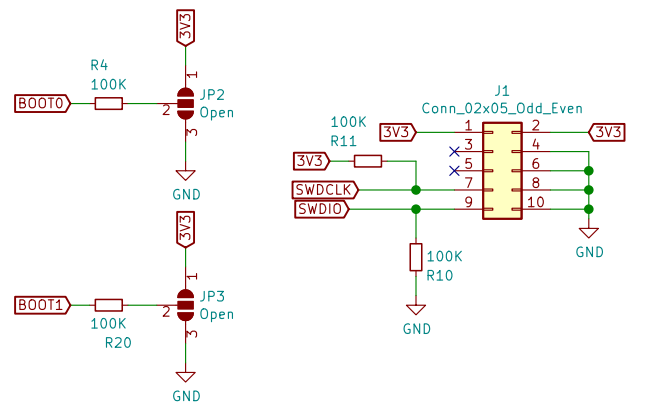 3V3
1
R4
100K
BOOT0
2
JP2
Open
3
GND
3V3
1
BOOT1
2
JP3
Open
100K
R20
3
GND
J1
Conn_02x05_Odd_Even
100K
R11
3V3
1
2
3V3
3
4
3V3
5
6
SWDCLK
7
8
SWDIO
9
10
100K
R10
GND
GND